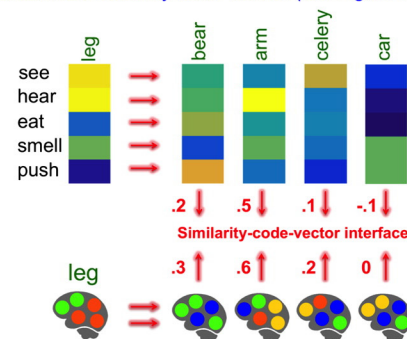 leg bear arm celery car
see
hear
eat
smell
push
.2 .5 .1 -.1
Similarity-code-vector interface
.3 .6 .2 0
leg